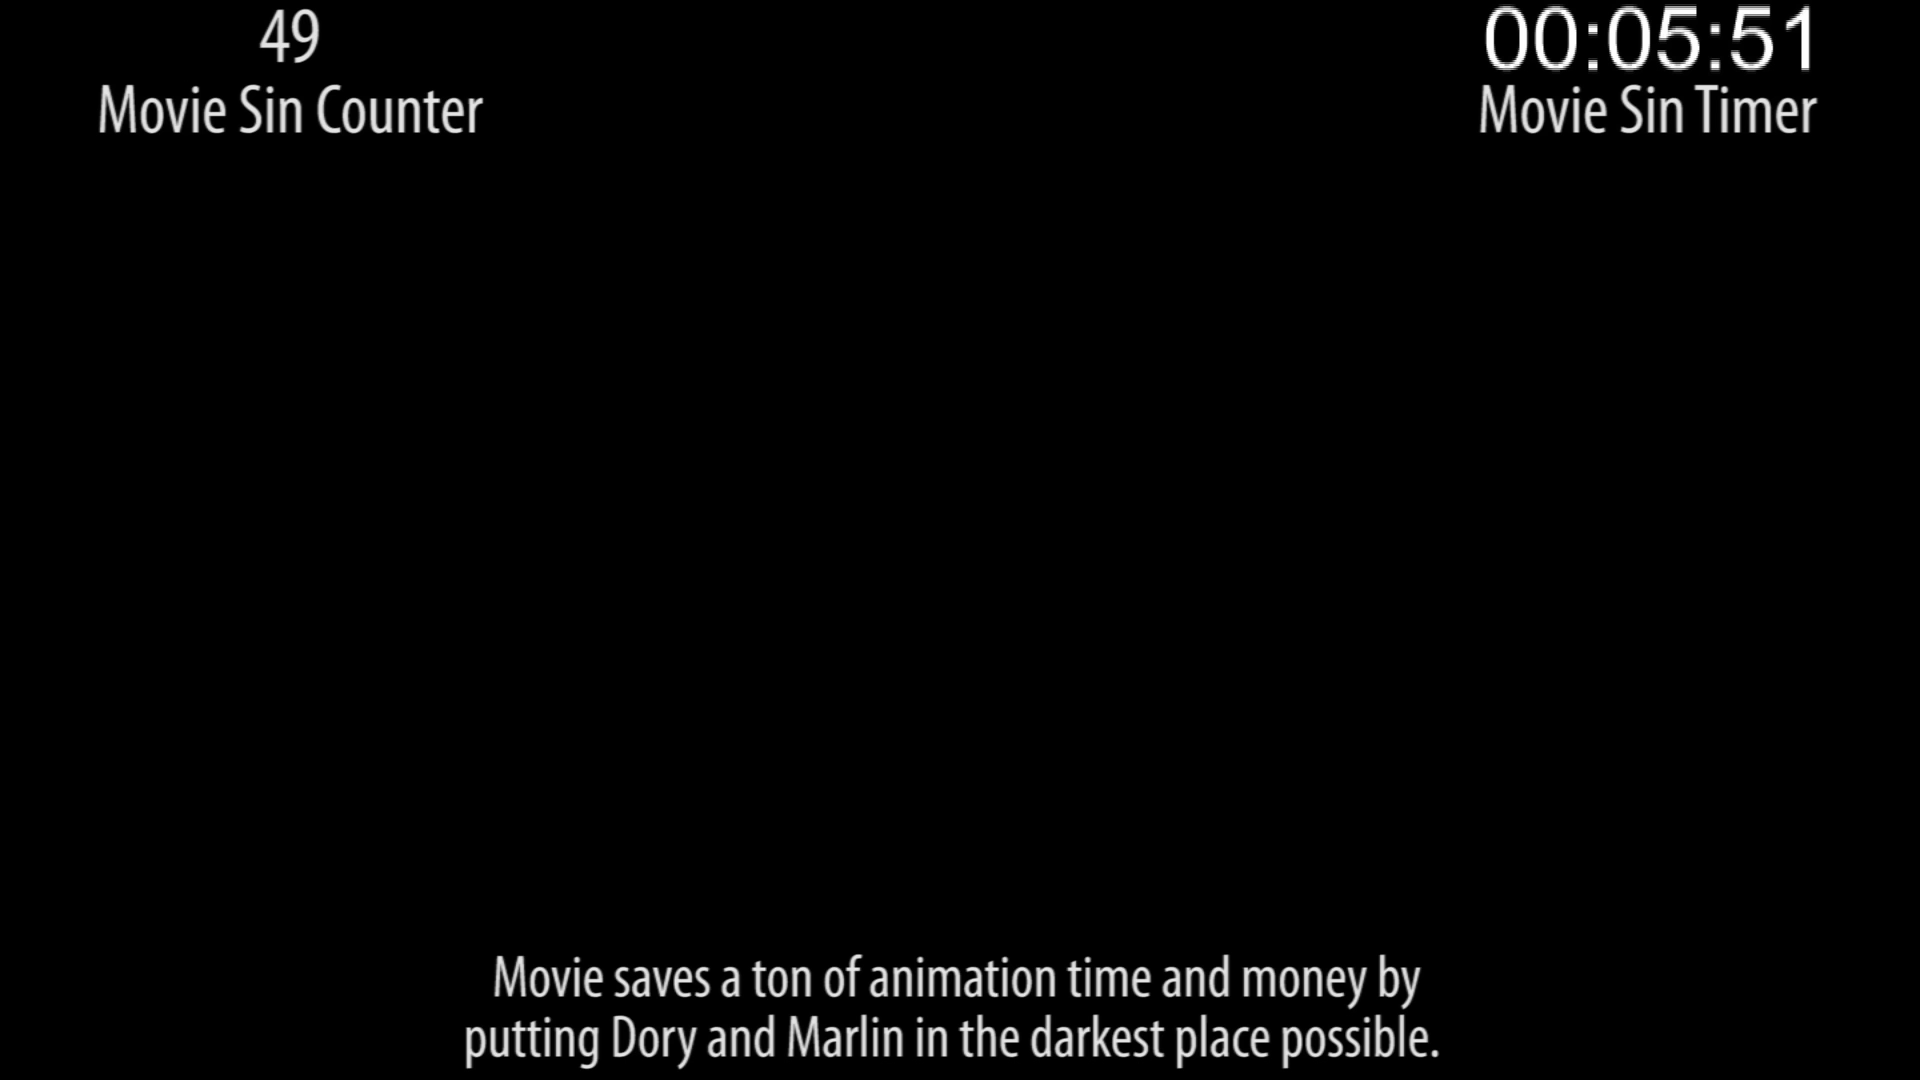 49
Movie Sin Counter
00:05:51
Movie Sin Timer
Movie saves a ton of animation time and money by
putting Dory and Marlin in the darkest place possible.